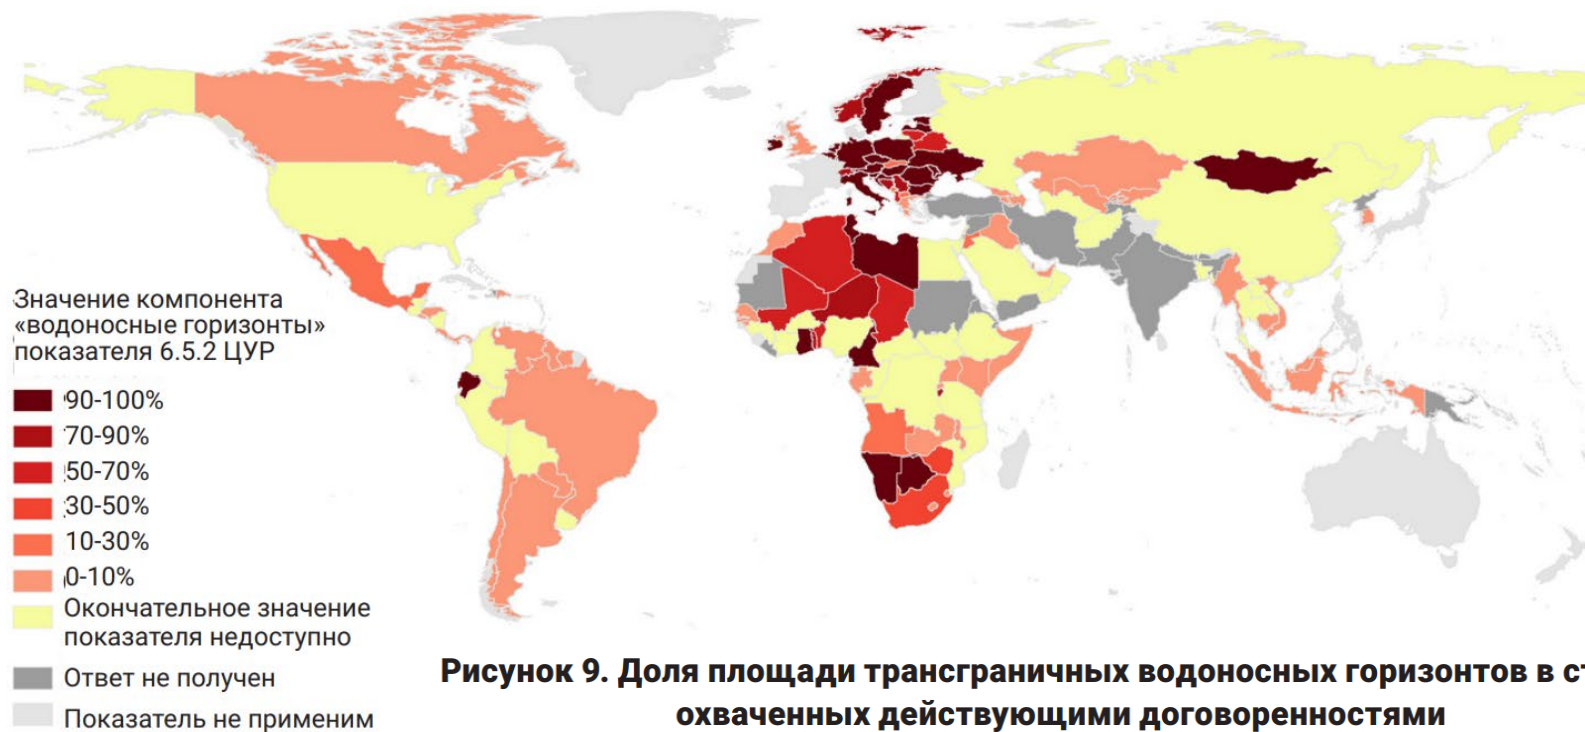 Значение компонента
«водоносные горизонты»
показателя 6.5.2 ЦУР
90-100%
70-90%
50-70%
30-50%
10-30%
0-10%
Окончательное значение
показателя недоступно
Ответ не получен
Показатель не применим
Рисунок 9. Доля площади трансграничных водоносных горизонтов в
охваченных действующими договоренностями